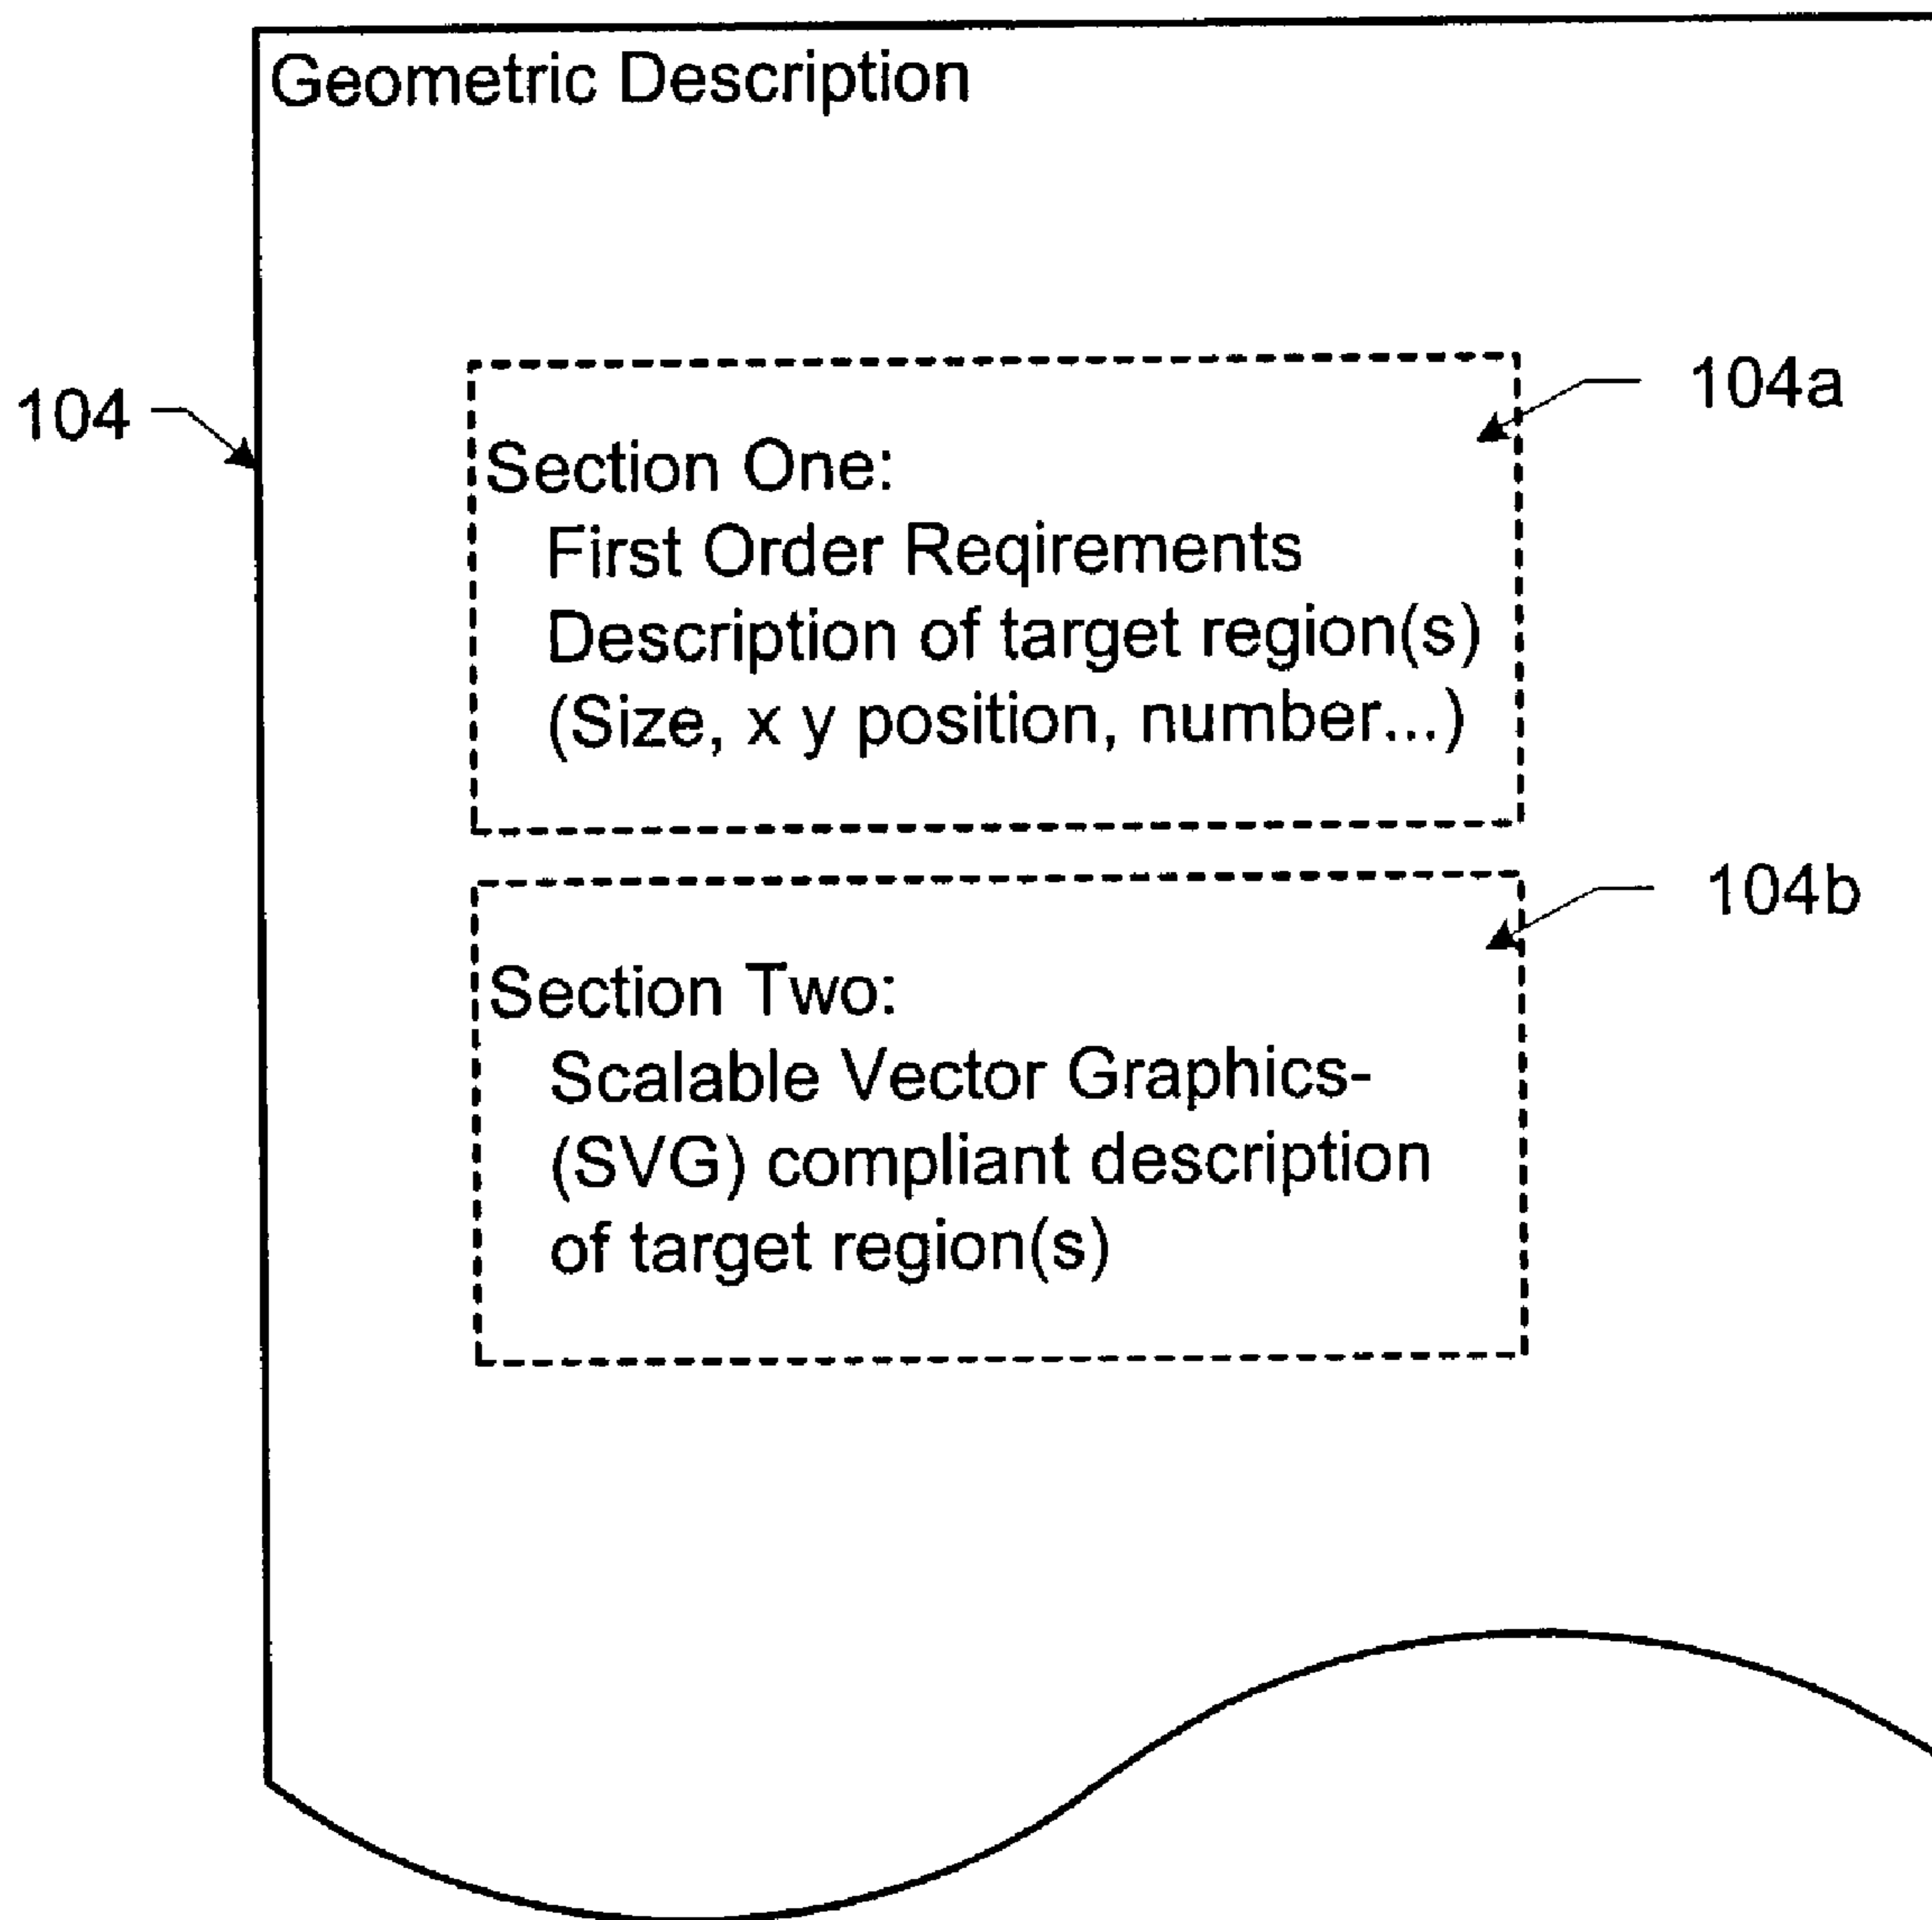 Geometric Description
104
104a
Section One:
First Order Reqirements
Description of target region(s)
(Size, x y position, number...)
104b
Section Two:
Scalable Vector Graphics-
(SVG) compliant description
of target region(s)